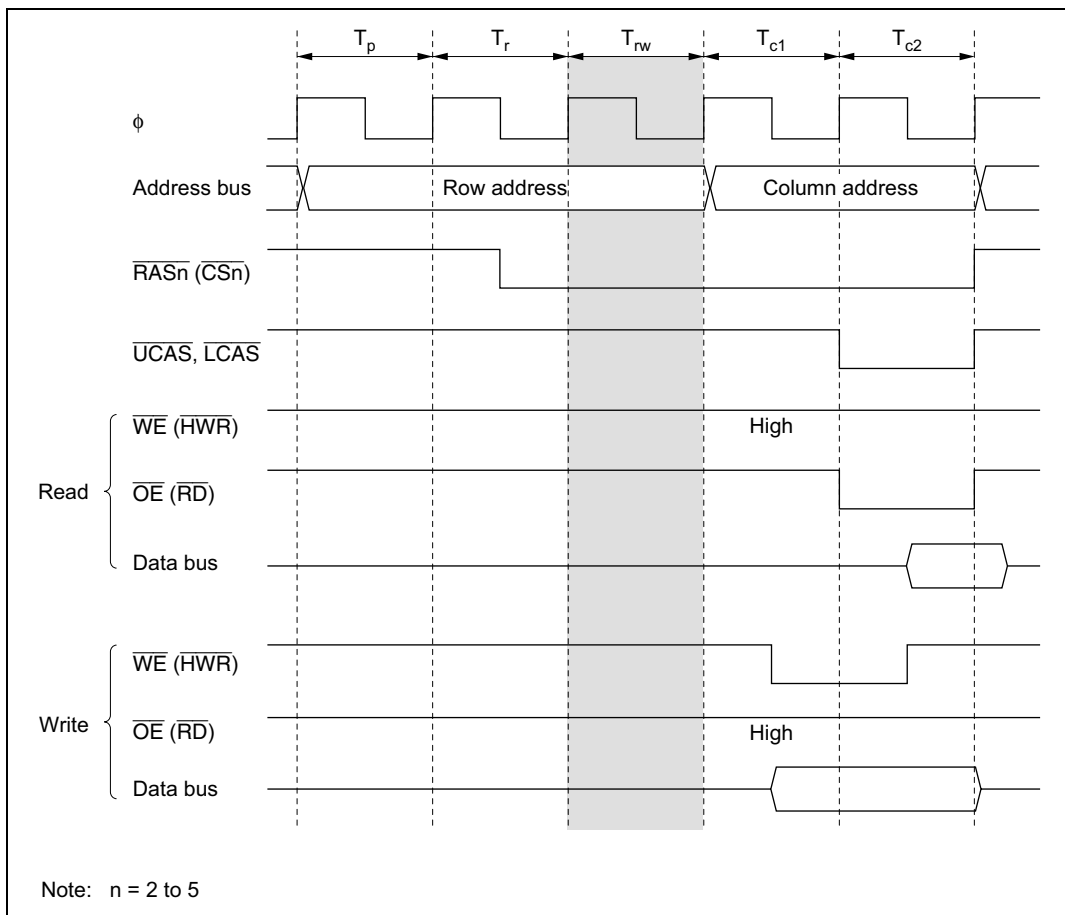 Tp Tr Trw Tc1 Tc2
ϕ
Address bus Row address Column address
RASn (CSn)
UCAS, LCAS
WE (HWR) High
Read OE (RD)
Data bus
WE (HWR)
Write OE (RD) High
Data bus
Note: n = 2 to 5